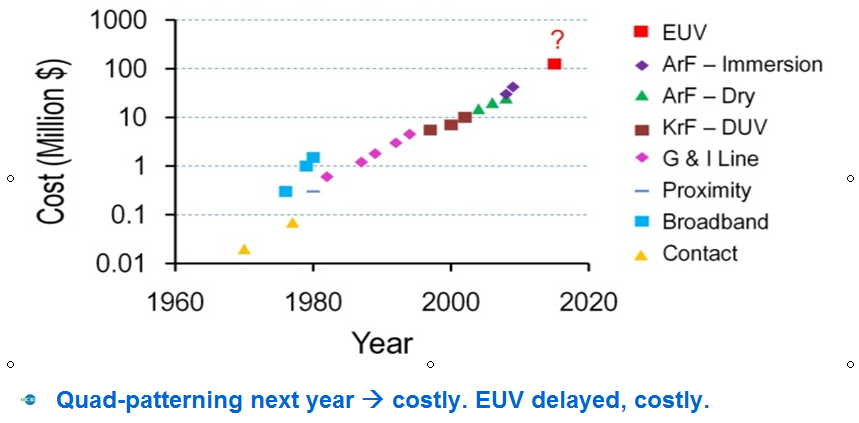 1000
100
10
1
0.1
0.01
Cost (Million $)
1960 1980 2000 2020
Year
?
EUV
ArF – Immersion
ArF – Dry
KrF – DUV
G & I Line
Proximity
Broadband
Contact
Quad-patterning next year → costly. EUV delayed, costly.